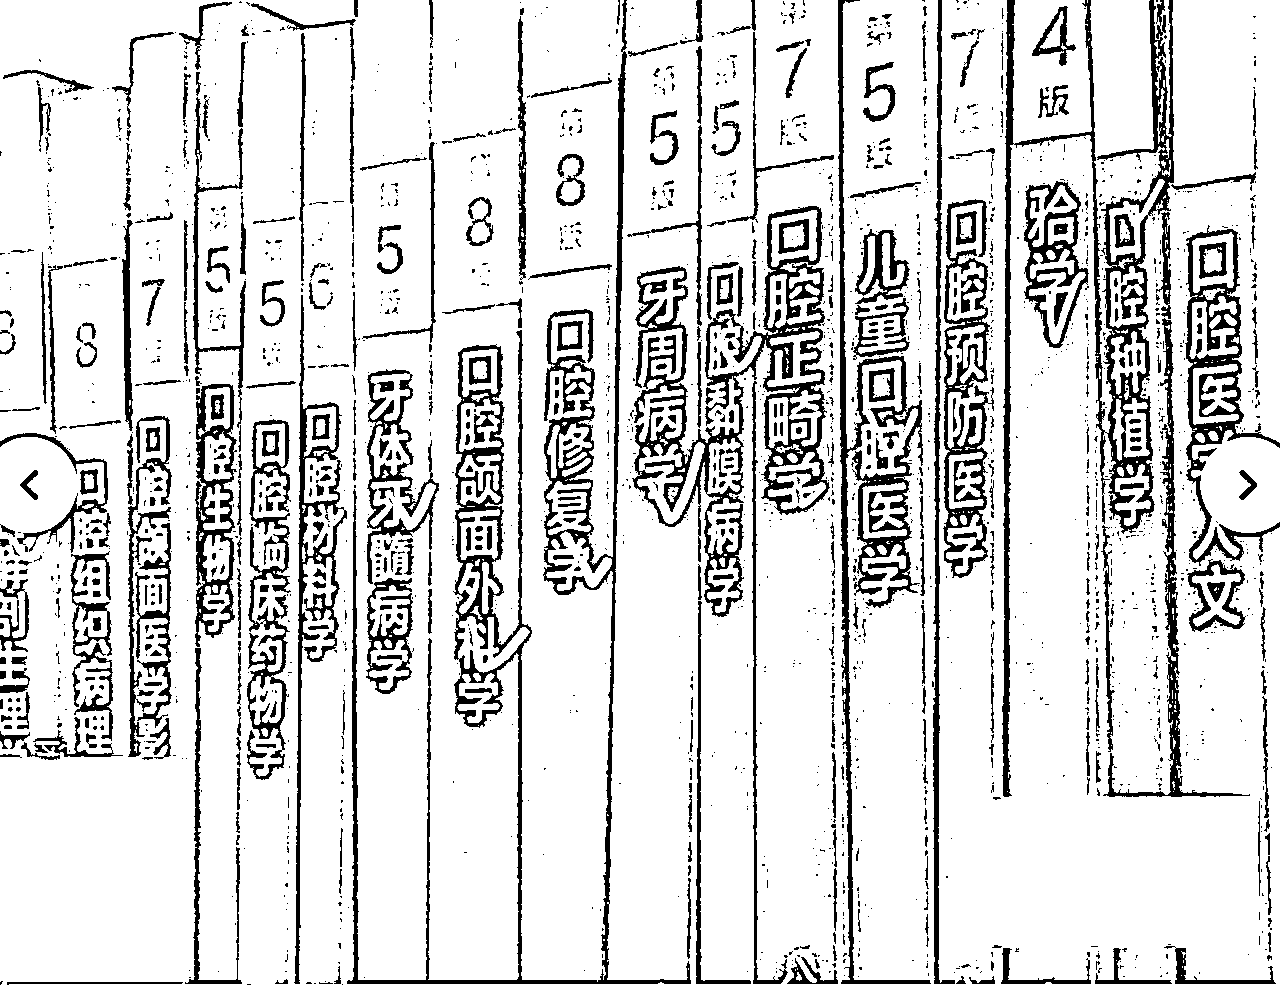 8
解剖生理
8
口腔组织病理
第
7
版
口腔颌面医学影
第
5
版
口腔生物学
第
5
版
口腔临床药物学
6
口腔材料学
第
5
版
牙体牙髓病学
第
8
版
口腔颌面外科学
第
8
版
口腔修复学
第
5
版
牙周病学
第
5
版
口腔黏膜病学
第
7
版
口腔正畸学
第
5
版
儿童口腔医学
第
7
版
口腔预防医学
4
版
𬌗学
口腔种植学
口腔医学人文